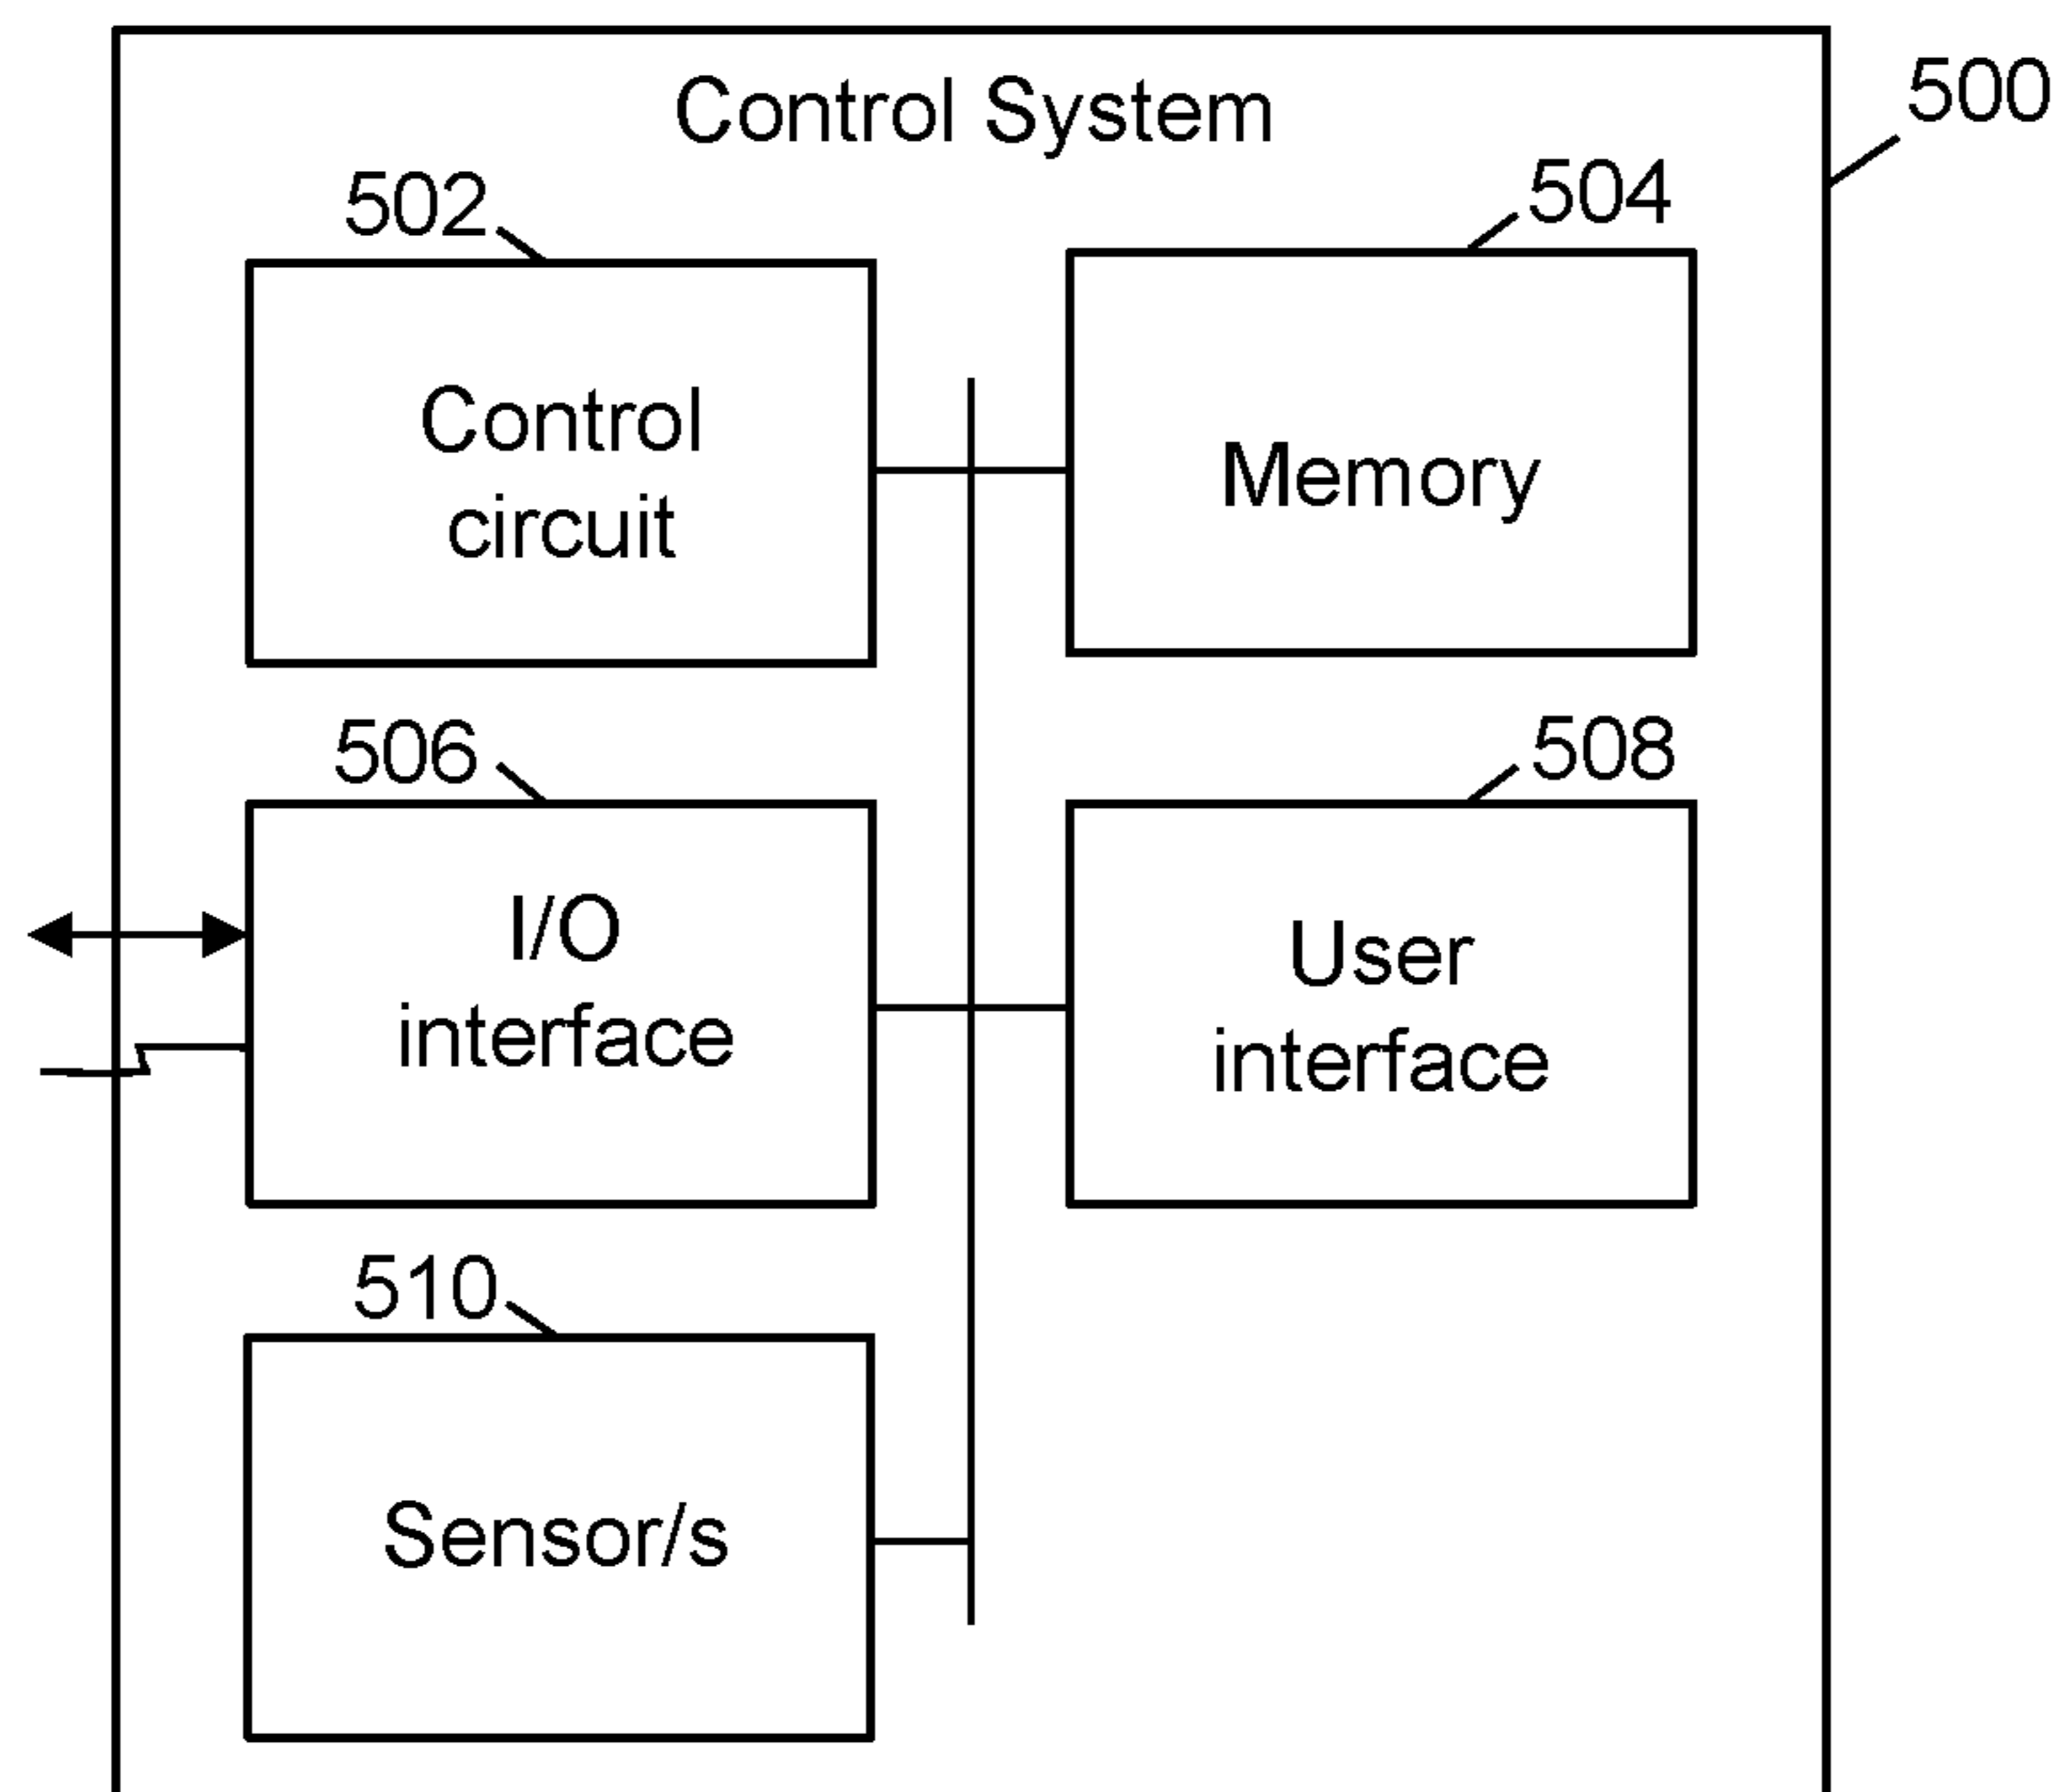 Control System
500
502
504
Control
circuit
Memory
506
508
I/O
interface
User
interface
510
Sensor/s